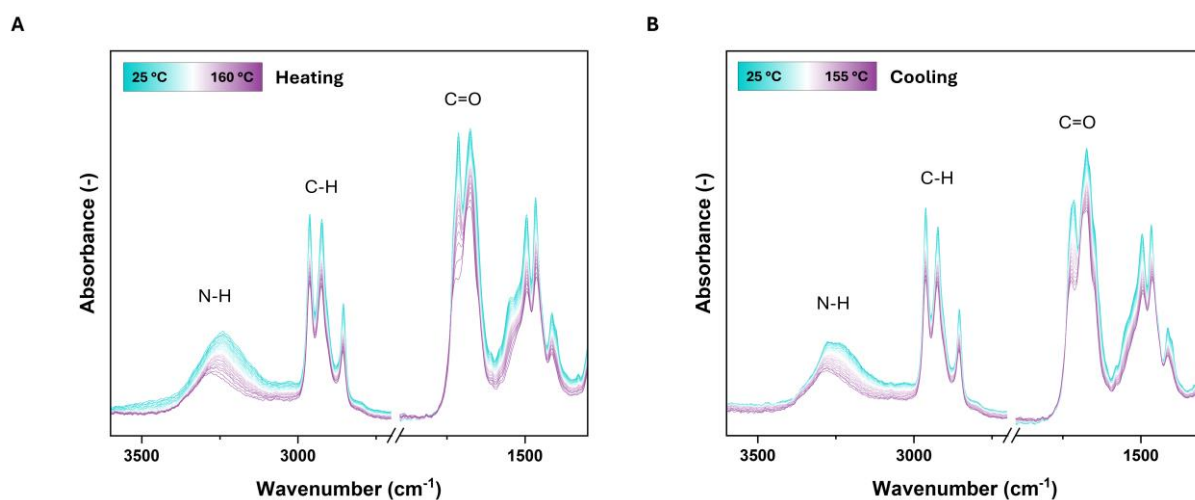 A
25 °C 160 °C Heating
C=O
C-H
N-H
Absorbance (-)
3500 3000 1500
Wavenumber (cm⁻¹)
B
25 °C 155 °C Cooling
C=O
C-H
N-H
Absorbance (-)
3500 3000 1500
Wavenumber (cm⁻¹)